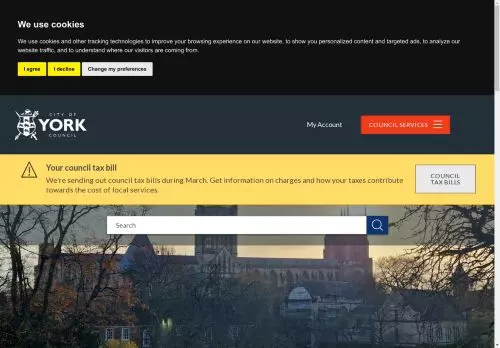 We use cookies
We use cookies and other tracking technologies to improve your browsing experience on our website, to show you personalized content and targeted ads, to analyze our
website traffic, and to understand where our visitors are coming from.
I agree
I decline
Change my preferences
CITY OF
YORK
COUNCIL
My Account
COUNCIL SERVICES
Your council tax bill
We're sending out council tax bills during March. Get information on charges and how your taxes contribute
towards the cost of local services.
COUNCIL
TAX BILLS
Search